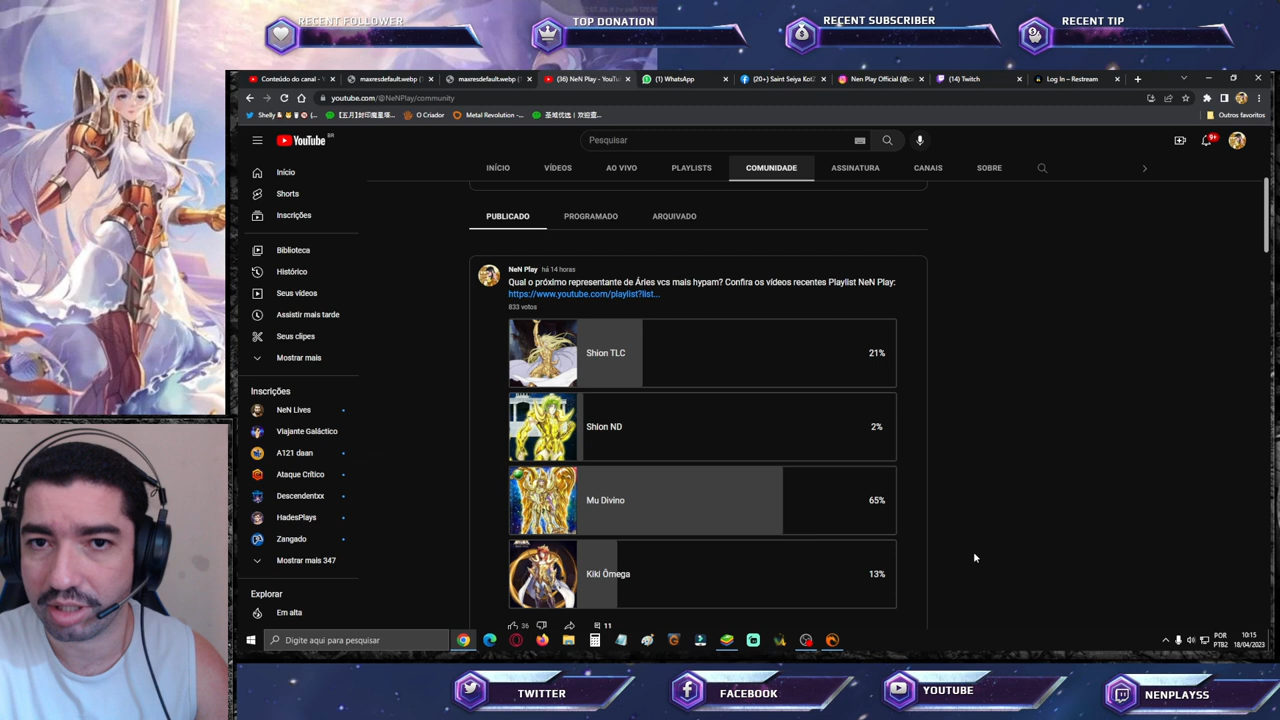 RECENT FOLLOWER
TOP DONATION
RECENT SUBSCRIBER
RECENT TIP
Conteúdo do canal - Y
maxresdefault.webp (1
maxresdefault.webp (1
(36) NeN Play - YouTu
(1) WhatsApp
(20+) Saint Seiya KotZ
Nen Play Official (@ca
(14) Twitch
Log In – Restream
youtube.com/@NeNPlay/community
O Criador
Metal Revolution -...
Outros favoritos
YouTube
BR
Pesquisar
9+
INÍCIO
VÍDEOS
AO VIVO
PLAYLISTS
COMUNIDADE
ASSINATURA
CANAIS
SOBRE
Início
Shorts
Inscrições
Biblioteca
Histórico
Seus vídeos
Assistir mais tarde
Seus clipes
Mostrar mais
Inscrições
NeN Lives
Viajante Galáctico
A121 daan
Ataque Crítico
Descendentxx
HadesPlays
Zangado
Mostrar mais 347
Explorar
Em alta
PUBLICADO
PROGRAMADO
ARQUIVADO
NeN Play há 14 horas
Qual o próximo representante de Áries vcs mais hypam? Confira os vídeos recentes Playlist NeN Play:
https://www.youtube.com/playlist?list...
833 votos
Shion TLC
21%
Shion ND
2%
Mu Divino
65%
Kiki Ômega
13%
36
11
Digite aqui para pesquisar
POR
PTB2
10:15
18/04/2023
TWITTER
FACEBOOK
YOUTUBE
NENPLAYSS